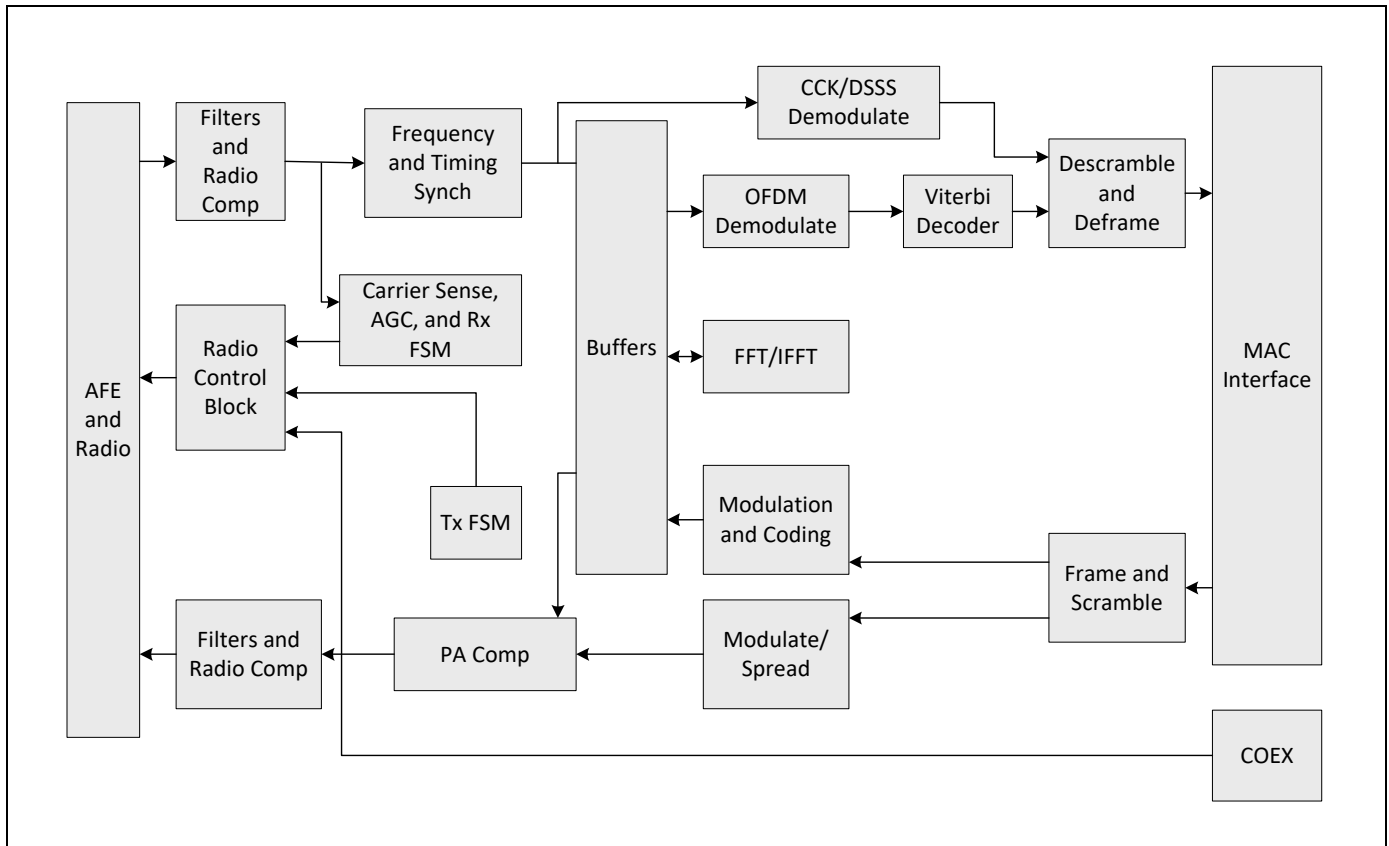 CCK/DSSS
Demodulate
Filters
and
Radio
Comp
Frequency
and Timing
Synch
Descramble
and
Deframe
OFDM
Demodulate
Viterbi
Decoder
Carrier Sense,
AGC, and Rx
FSM
Radio
Control
Block
Buffers
FFT/IFFT
MAC
Interface
AFE
and
Radio
Tx FSM
Modulation
and Coding
Frame and
Scramble
Filters and
Radio Comp
PA Comp
Modulate/
Spread
COEX